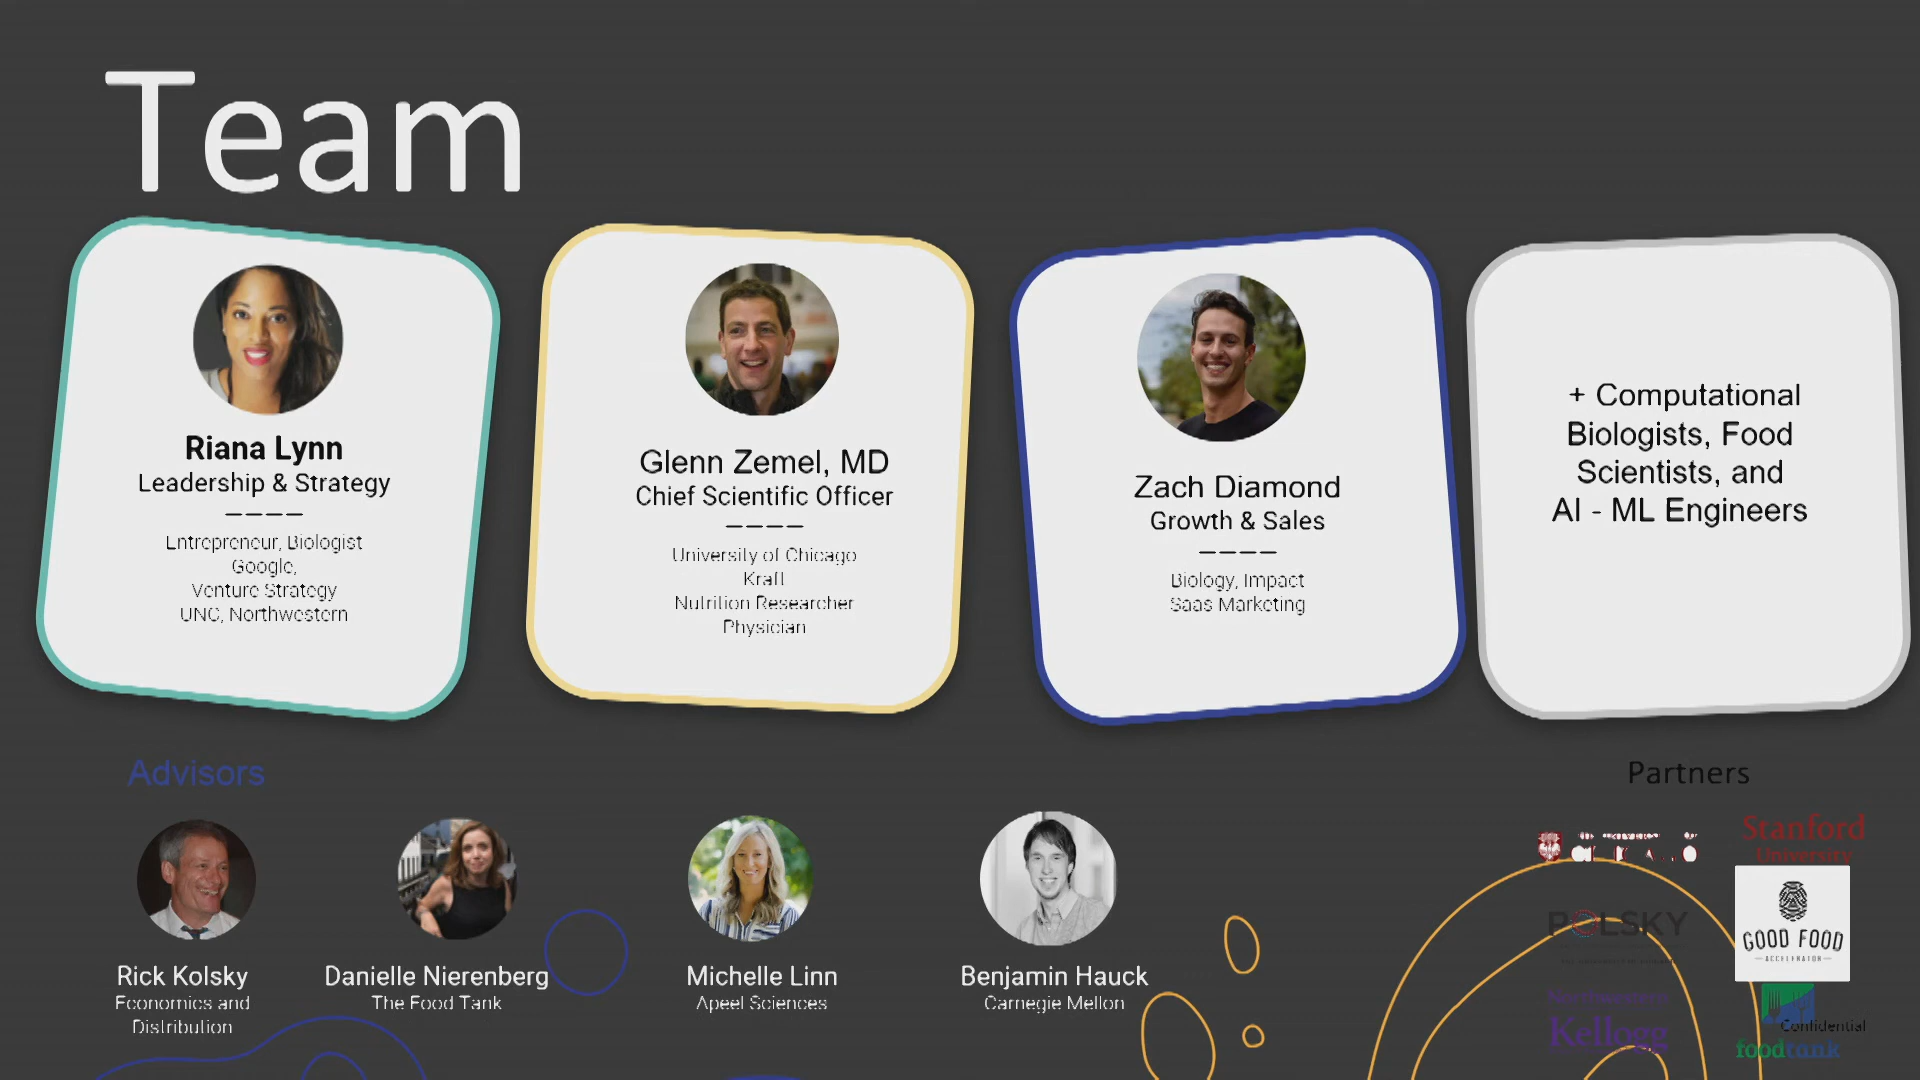 Team
Riana Lynn
Leadership & Strategy
----
Entrepreneur, Biologist
Google,
Venture Strategy
UNC, Northwestern
Glenn Zemel, MD
Chief Scientific Officer
----
University of Chicago
Kraft
Nutrition Researcher
Physician
Zach Diamond
Growth & Sales
----
Biology, Impact
Saas Marketing
+ Computational
Biologists, Food
Scientists, and
AI - ML Engineers
Advisors
Rick Kolsky
Economics and
Distribution
Danielle Nierenberg
The Food Tank
Michelle Linn
Apeel Sciences
Benjamin Hauck
Carnegie Mellon
Partners
Stanford
University
POLSKY
GOOD FOOD
ACCELERATOR
Northwestern
Kellogg
Confidential
foodtank